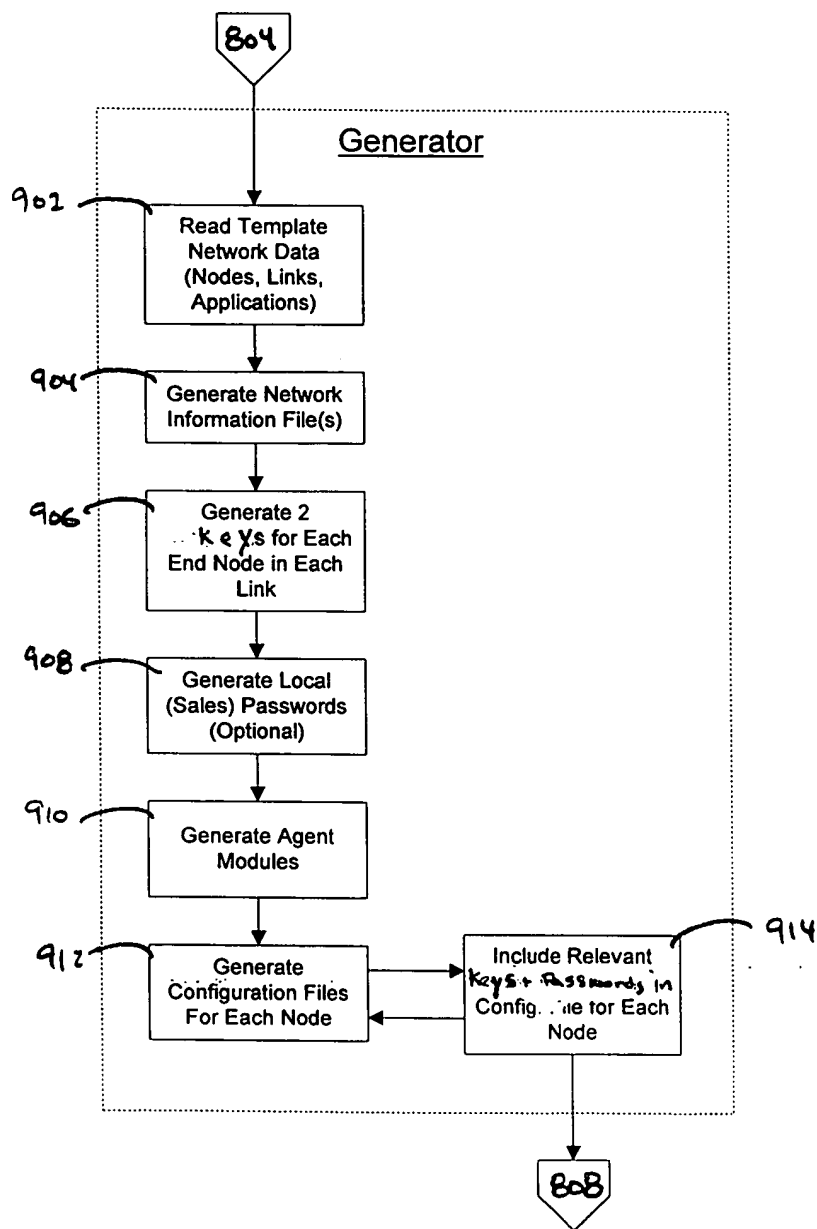 804
Generator
902
Read Template
Network Data
(Nodes, Links,
Applications)
904
Generate Network
Information File(s)
906
Generate 2
keys for Each
End Node in Each
Link
908
Generate Local
(Sales) Passwords
(Optional)
910
Generate Agent
Modules
912
Generate
Configuration Files
For Each Node
914
Include Relevant
Keys + Passwords in
Config. for Each
Node
808